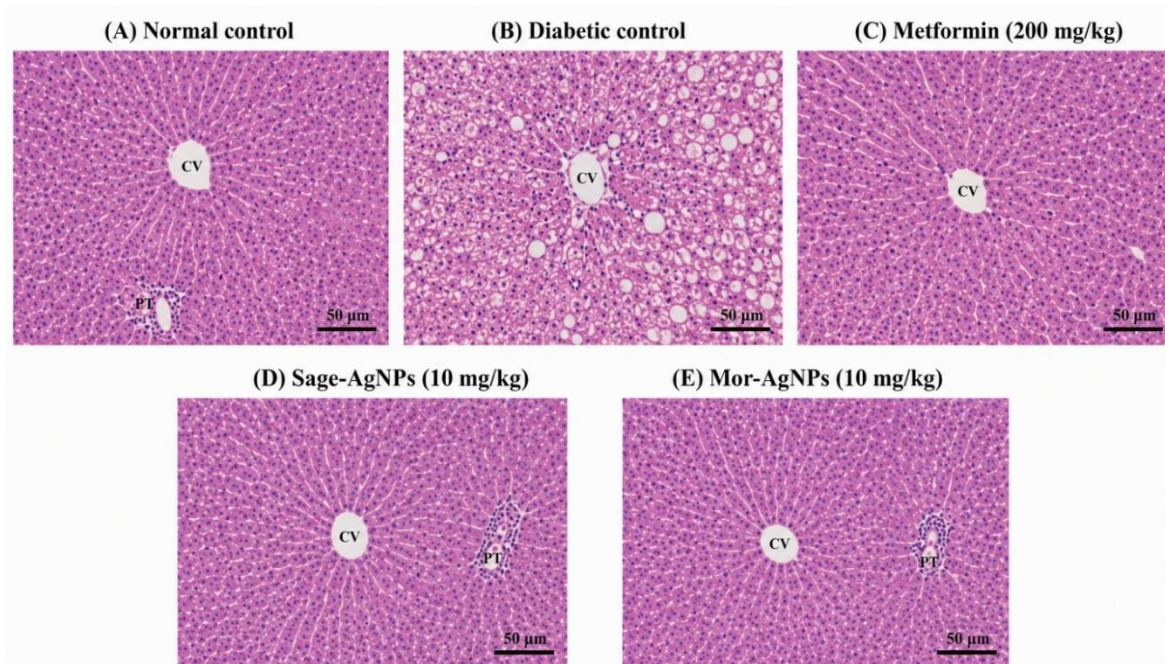 (A) Normal control
(B) Diabetic control
(C) Metformin (200 mg/kg)
CV
PT
50 µm
CV
50 µm
CV
50 µm
(D) Sage-AgNPs (10 mg/kg)
(E) Mor-AgNPs (10 mg/kg)
CV
PT
50 µm
CV
PT
50 µm